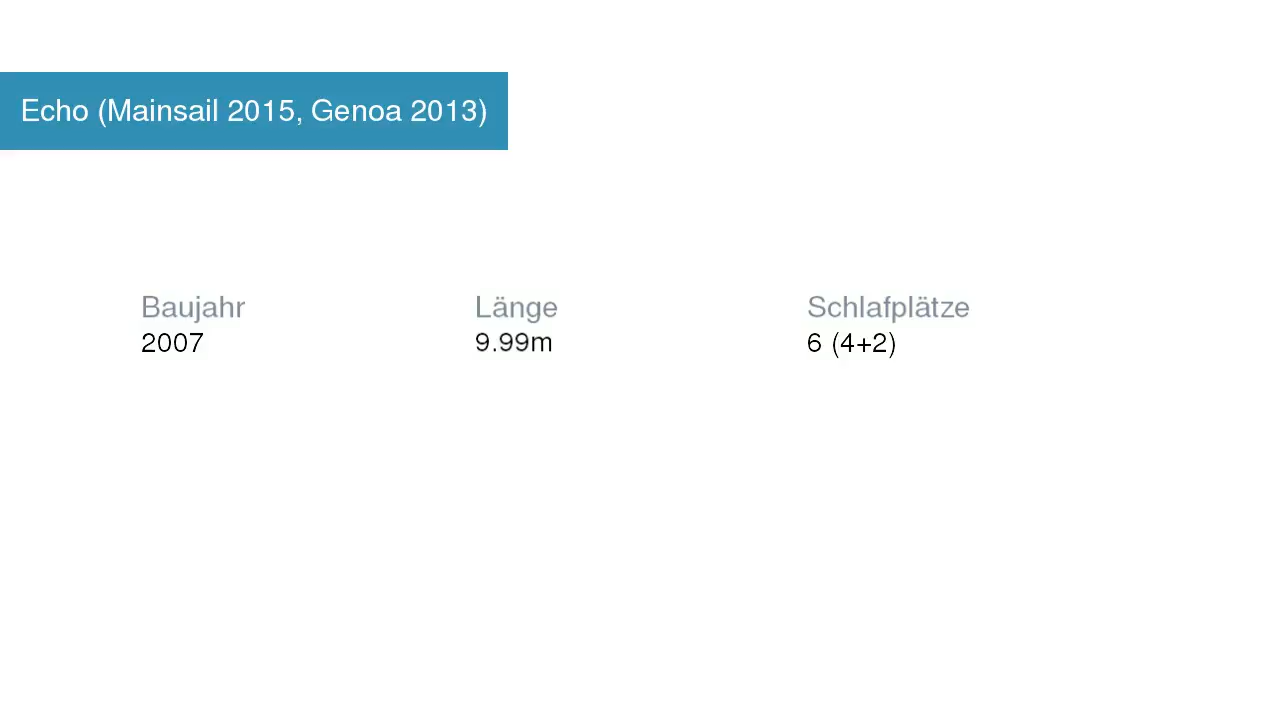 Echo (Mainsail 2015, Genoa 2013)
Baujahr Länge Schlafplätze
2007 9.99m 6 (4+2)